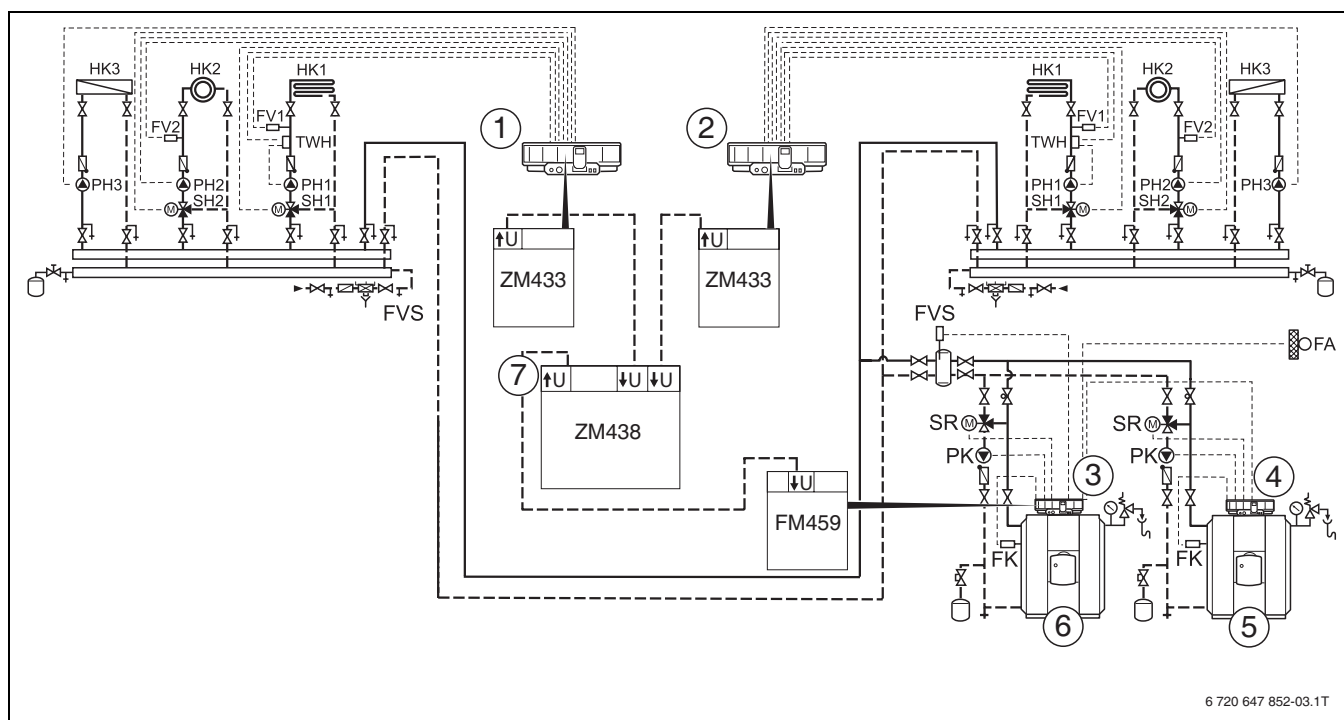 HK3
HK2
HK1
FV2
FV1
TWH
PH3
PH2
PH1
SH2
SH1
M
M
FVS
1
↑U
ZM433
2
↑U
ZM433
HK1
HK2
HK3
FV1
FV2
TWH
PH1
PH2
PH3
SH1
SH2
M
M
FVS
FA
7
↑U
↓U
↓U
ZM438
↓U
FM459
SR
M
SR
M
PK
PK
3
4
FK
FK
6
5
6 720 647 852-03.1T